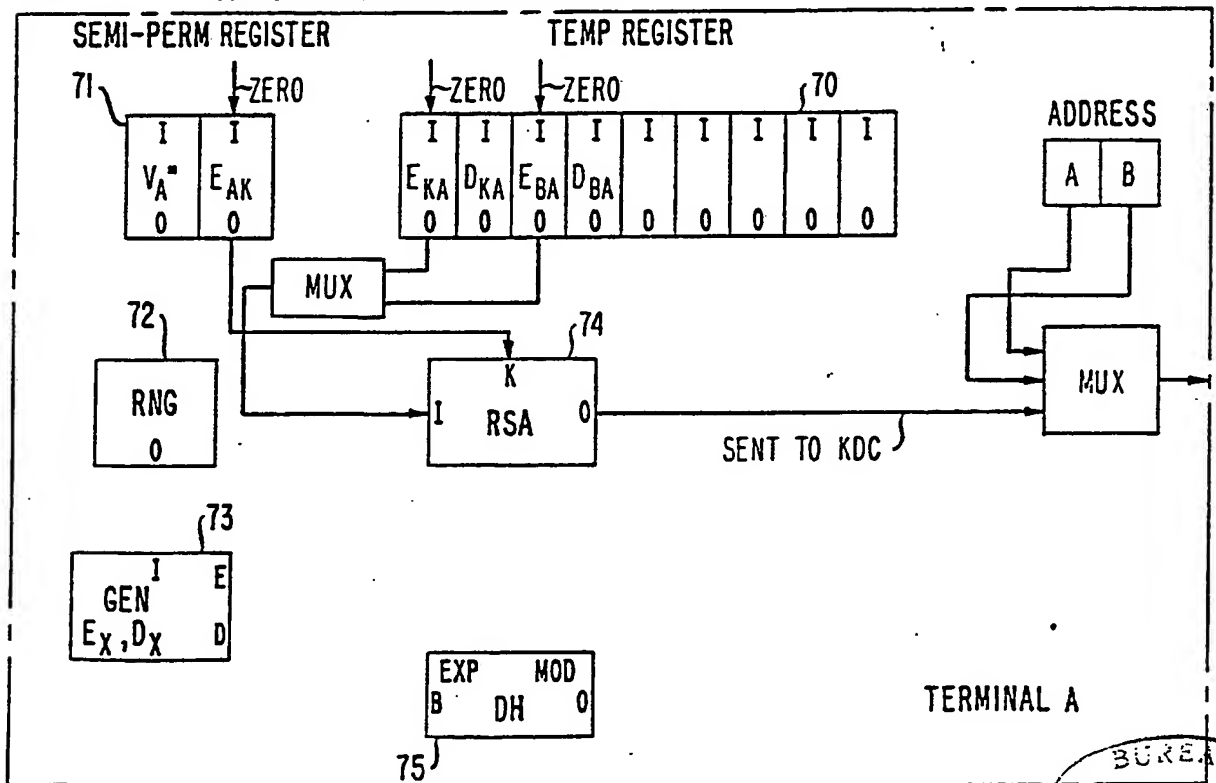 SEMI-PERM REGISTER
TEMP REGISTER
71
ZERO
ZERO
ZERO
70
ADDRESS
I I
I I I I I I I I I
V_A" E_AK
E_KA D_KA E_BA D_BA
A B
0 0
0 0 0 0 0 0 0 0 0
MUX
72
74
RNG
0
K
I RSA 0
MUX
SENT TO KDC
73
I E
GEN
E_X, D_X D
EXP MOD
B DH 0
TERMINAL A
75